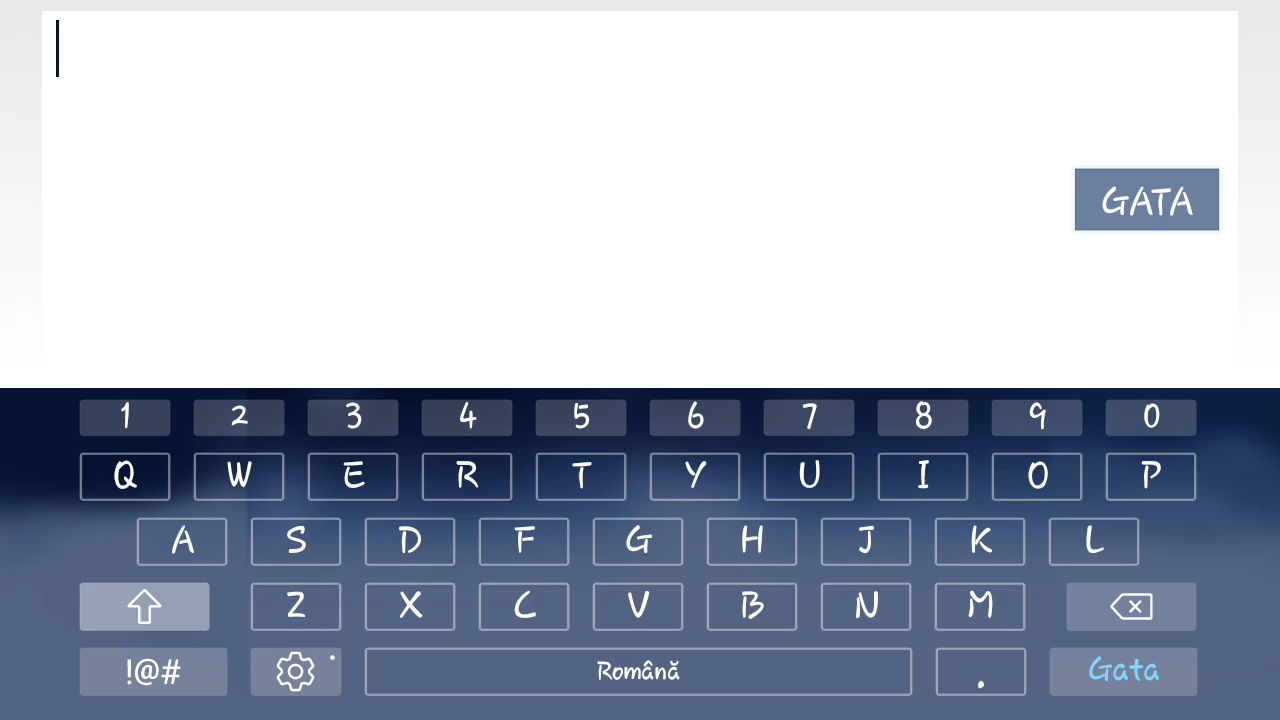 GATA
1 2 3 4 5 6 7 8 9 0
Q W E R T Y U I O P
A S D F G H J K L
Z X C V B N M
!@# Română . Gata